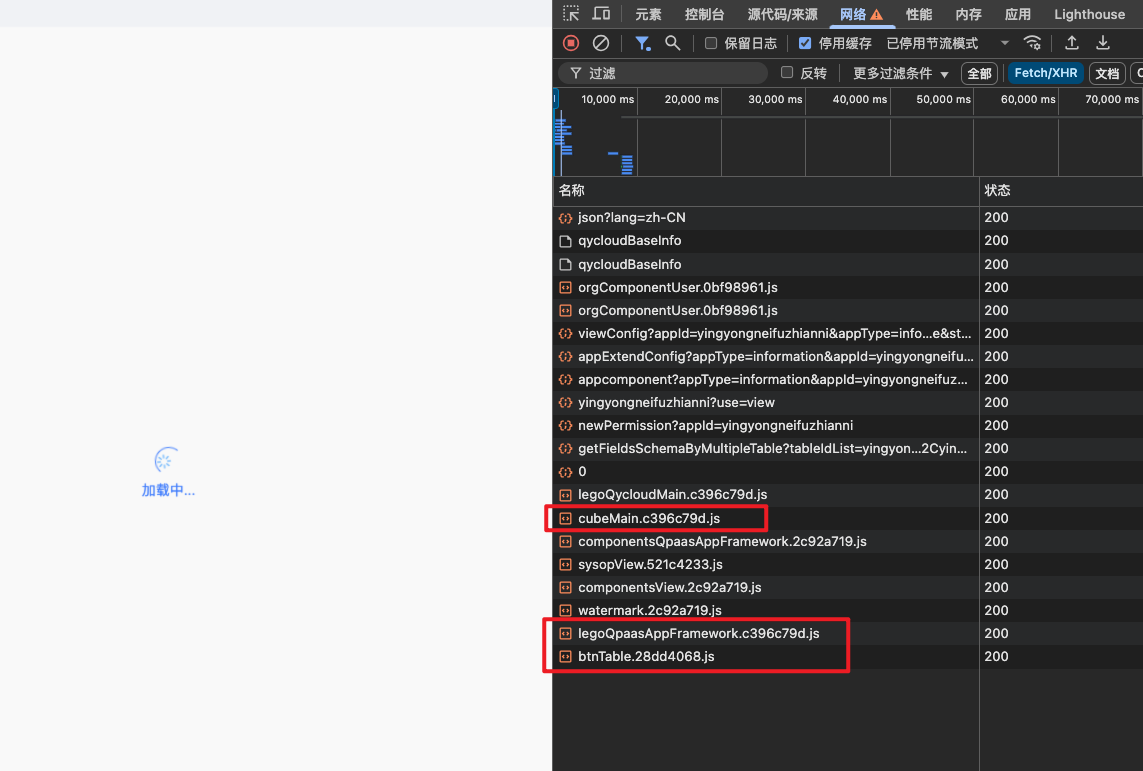 元素 控制台 源代码/来源 网络 性能 内存 应用 Lighthouse
保留日志 停用缓存 已停用节流模式
过滤 反转 更多过滤条件 全部 Fetch/XHR 文档
10,000 ms 20,000 ms 30,000 ms 40,000 ms 50,000 ms 60,000 ms 70,000 ms
名称 状态
json?lang=zh-CN 200
qycloudBaseInfo 200
qycloudBaseInfo 200
orgComponentUser.0bf98961.js 200
orgComponentUser.0bf98961.js 200
viewConfig?appId=yingyongneifuzhianni&appType=info…e&st… 200
appExtendConfig?appType=information&appId=yingyongneifu… 200
appcomponent?appType=information&appId=yingyongneifuz… 200
yingyongneifuzhianni?use=view 200
newPermission?appId=yingyongneifuzhianni 200
getFieldsSchemaByMultipleTable?tableIdList=yingyon…2Cyin… 200
0 200
legoQycloudMain.c396c79d.js 200
cubeMain.c396c79d.js 200
componentsQpaasAppFramework.2c92a719.js 200
sysopView.521c4233.js 200
componentsView.2c92a719.js 200
watermark.2c92a719.js 200
legoQpaasAppFramework.c396c79d.js 200
btnTable.28dd4068.js 200
加载中...